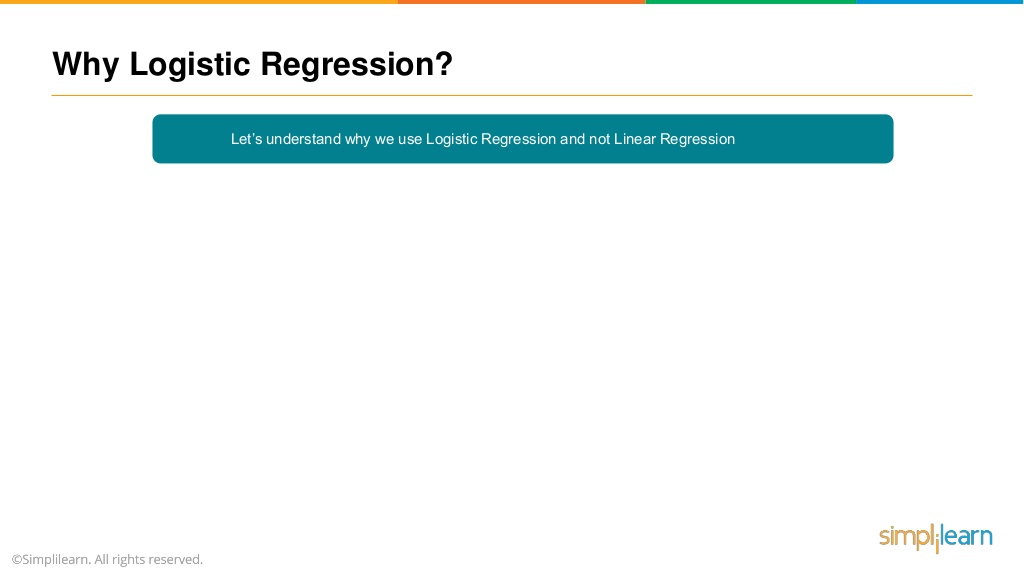 Why Logistic Regression?
Let’s understand why we use Logistic Regression and not Linear Regression
simplilearn
©Simplilearn. All rights reserved.